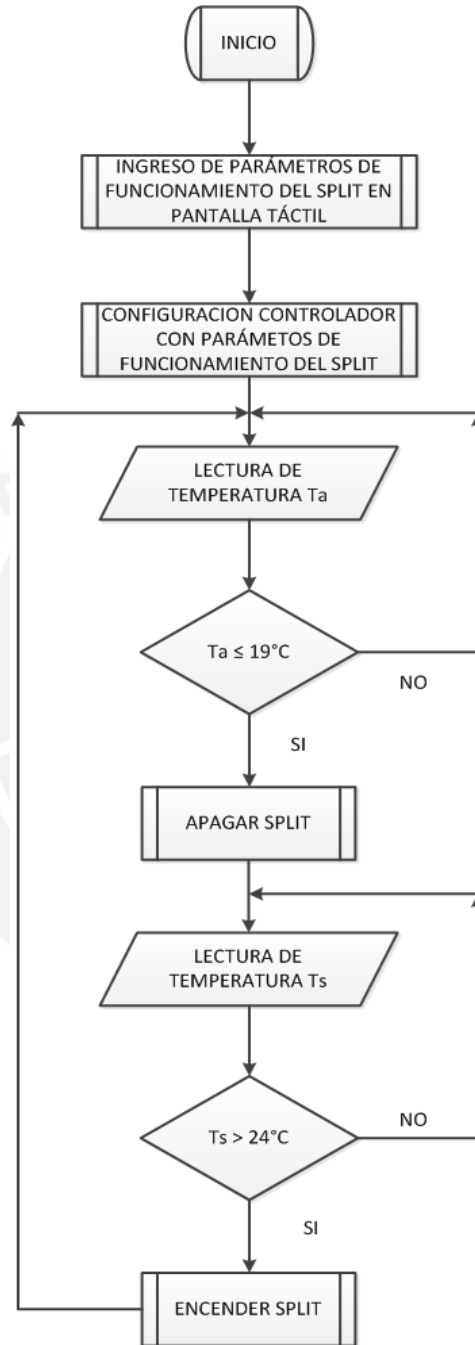 INICIO
INGRESO DE PARÁMETROS DE
FUNCIONAMIENTO DEL SPLIT EN
PANTALLA TÁCTIL
CONFIGURACION CONTROLADOR
CON PARÁMETOS DE
FUNCIONAMIENTO DEL SPLIT
LECTURA DE
TEMPERATURA Ta
Ta ≤ 19°C
NO
SI
APAGAR SPLIT
LECTURA DE
TEMPERATURA Ts
Ts > 24°C
NO
SI
ENCENDER SPLIT